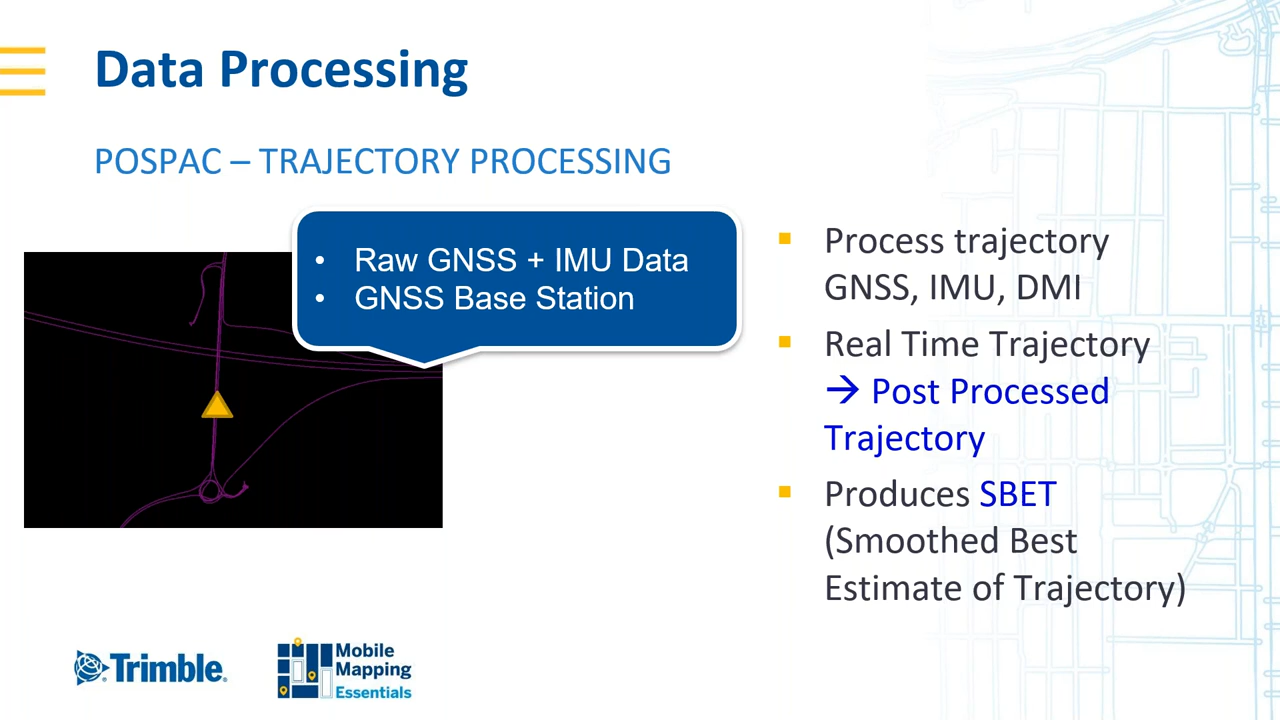 Data Processing
POSPAC – TRAJECTORY PROCESSING
• Raw GNSS + IMU Data
• GNSS Base Station
Process trajectory
GNSS, IMU, DMI
Real Time Trajectory
→ Post Processed
Trajectory
Produces SBET
(Smoothed Best
Estimate of Trajectory)
Trimble
Mobile
Mapping
Essentials